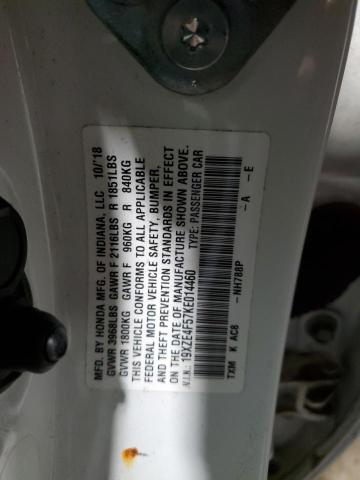 MFD. BY HONDA MFG. OF INDIANA, LLC 10/'18
GVWR 3968LBS GAWR F 2116LBS R 1851LBS
GVWR 1800KG GAWR F 960KG R 840KG
THIS VEHICLE CONFORMS TO ALL APPLICABLE
FEDERAL MOTOR VEHICLE SAFETY, BUMPER,
AND THEFT PREVENTION STANDARDS IN EFFECT
ON THE DATE OF MANUFACTURE SHOWN ABOVE.
V.I.N.: 19XZE4F57KE014460 TYPE: PASSENGER CAR
NH788P -A -E
TXM K AC8